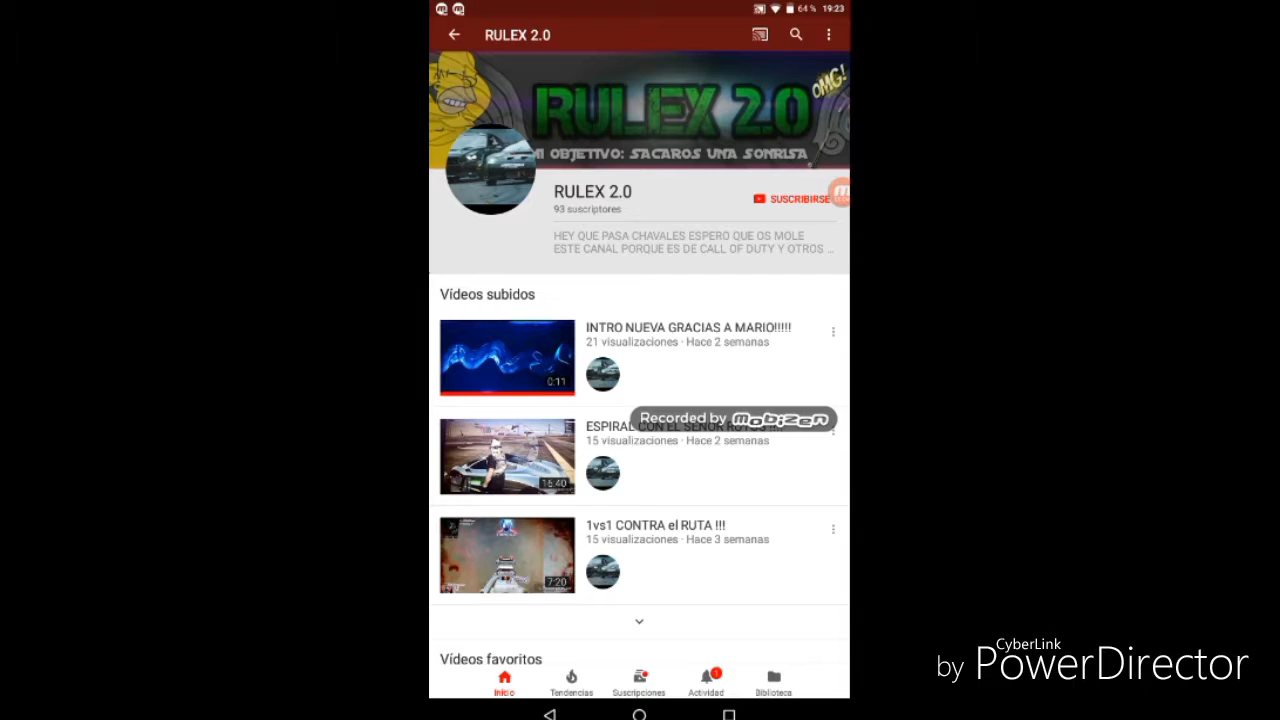 64 % 19:23
RULEX 2.0
OMG!
RULEX 2.0
MI OBJETIVO: SACAROS UNA SONRISA
RULEX 2.0
93 suscriptores
SUSCRIBIRSE
HEY QUE PASA CHAVALES ESPERO QUE OS MOLE
ESTE CANAL PORQUE ES DE CALL OF DUTY Y OTROS ...
Vídeos subidos
INTRO NUEVA GRACIAS A MARIO!!!!!
21 visualizaciones · Hace 2 semanas
0:11
Recorded by mobizen
ESPIRAL CON EL SEÑOR
15 visualizaciones · Hace 2 semanas
16:40
1vs1 CONTRA el RUTA !!!
15 visualizaciones · Hace 3 semanas
7:20
Vídeos favoritos
1
Inicio Tendencias Suscripciones Actividad Biblioteca
CyberLink
by PowerDirector